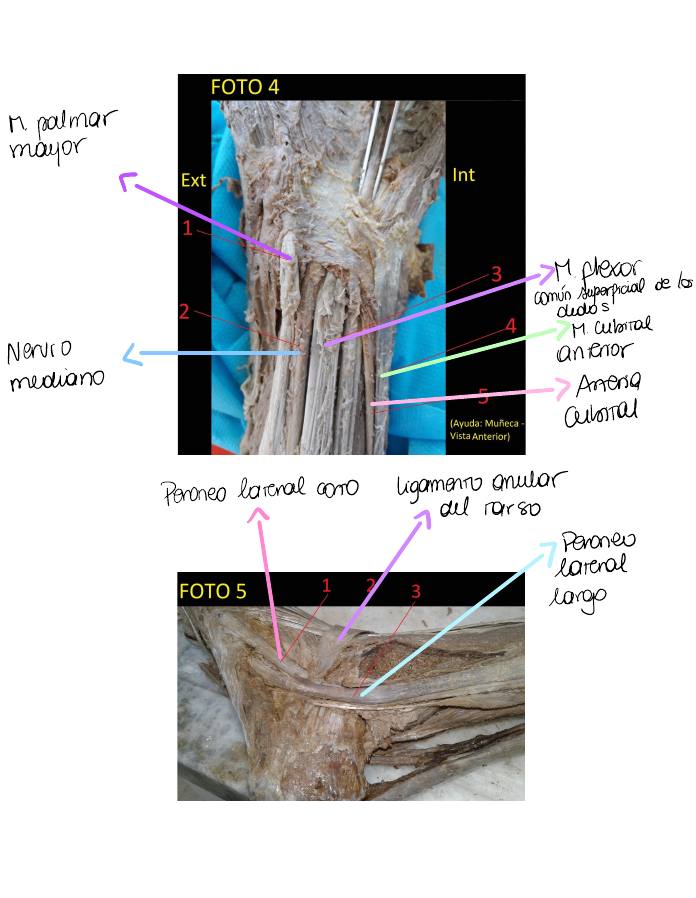 FOTO 4
M. palmar
mayor
Ext
Int
1
2
3
4
5
M. flexor
común superficial de los
dedos
M. cubital
anterior
Nervio
mediano
Arteria
Cubital
(Ayuda: Muñeca -
Vista Anterior)
Peroneo lateral corto
Ligamento anular
del tarso
Peroneo
lateral
largo
FOTO 5
1
2
3